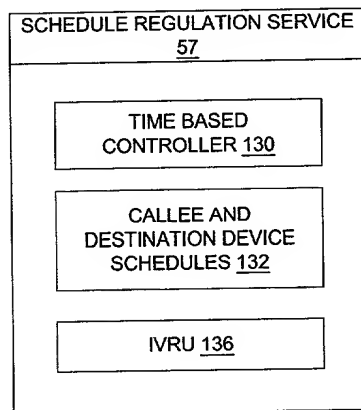 SCHEDULE REGULATION SERVICE
57
TIME BASED
CONTROLLER 130
CALLEE AND
DESTINATION DEVICE
SCHEDULES 132
IVRU 136